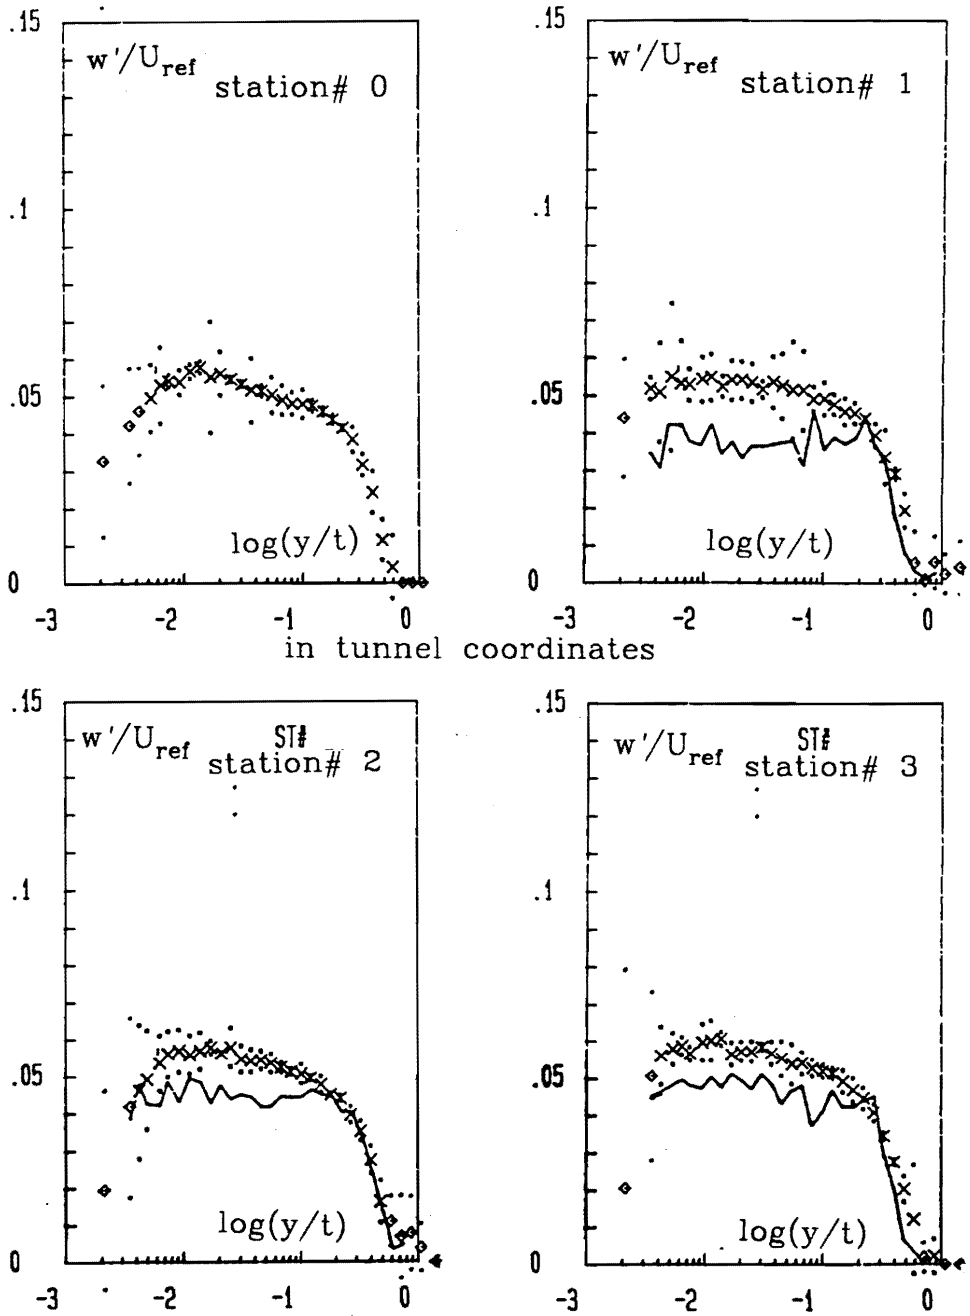 .15
w'/Uref
station# 0
.1
.05
log(y/t)
0
-3 -2 -1 0
.15
w'/Uref
station# 1
.1
.05
log(y/t)
0
-3 -2 -1 0
in tunnel coordinates
.15
w'/Uref
ST#
station# 2
.1
.05
log(y/t)
0
-3 -2 -1 0
.15
w'/Uref
ST#
station# 3
.1
.05
log(y/t)
0
-3 -2 -1 0